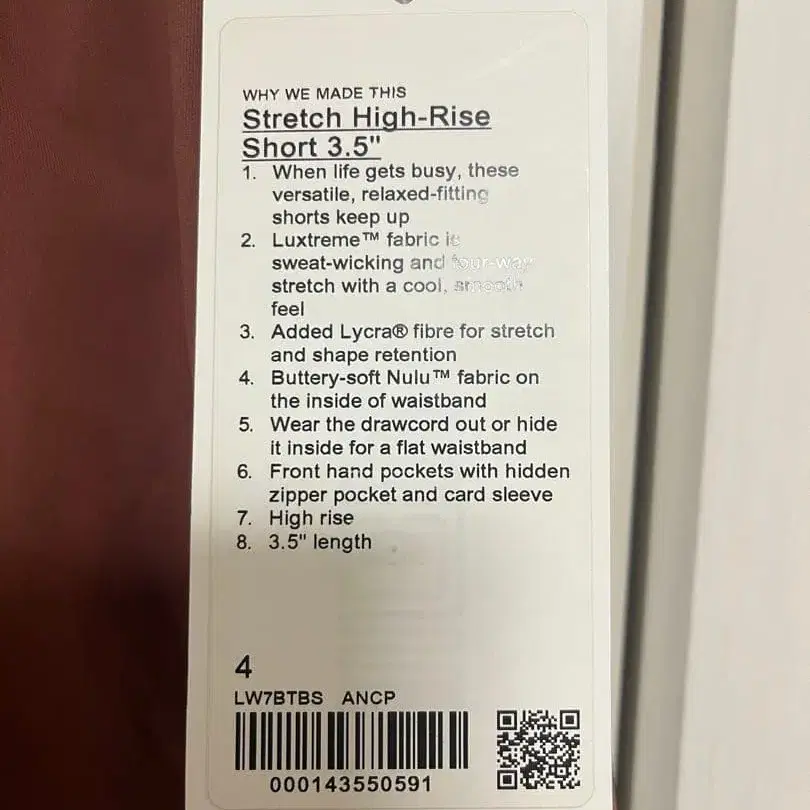 WHY WE MADE THIS
Stretch High-Rise
Short 3.5"
1. When life gets busy, these
versatile, relaxed-fitting
shorts keep up
2. Luxtreme™ fabric is
sweat-wicking and four-way
stretch with a cool, smooth
feel
3. Added Lycra® fibre for stretch
and shape retention
4. Buttery-soft Nulu™ fabric on
the inside of waistband
5. Wear the drawcord out or hide
it inside for a flat waistband
6. Front hand pockets with hidden
zipper pocket and card sleeve
7. High rise
8. 3.5" length
4
LW7BTBS ANCP
000143550591